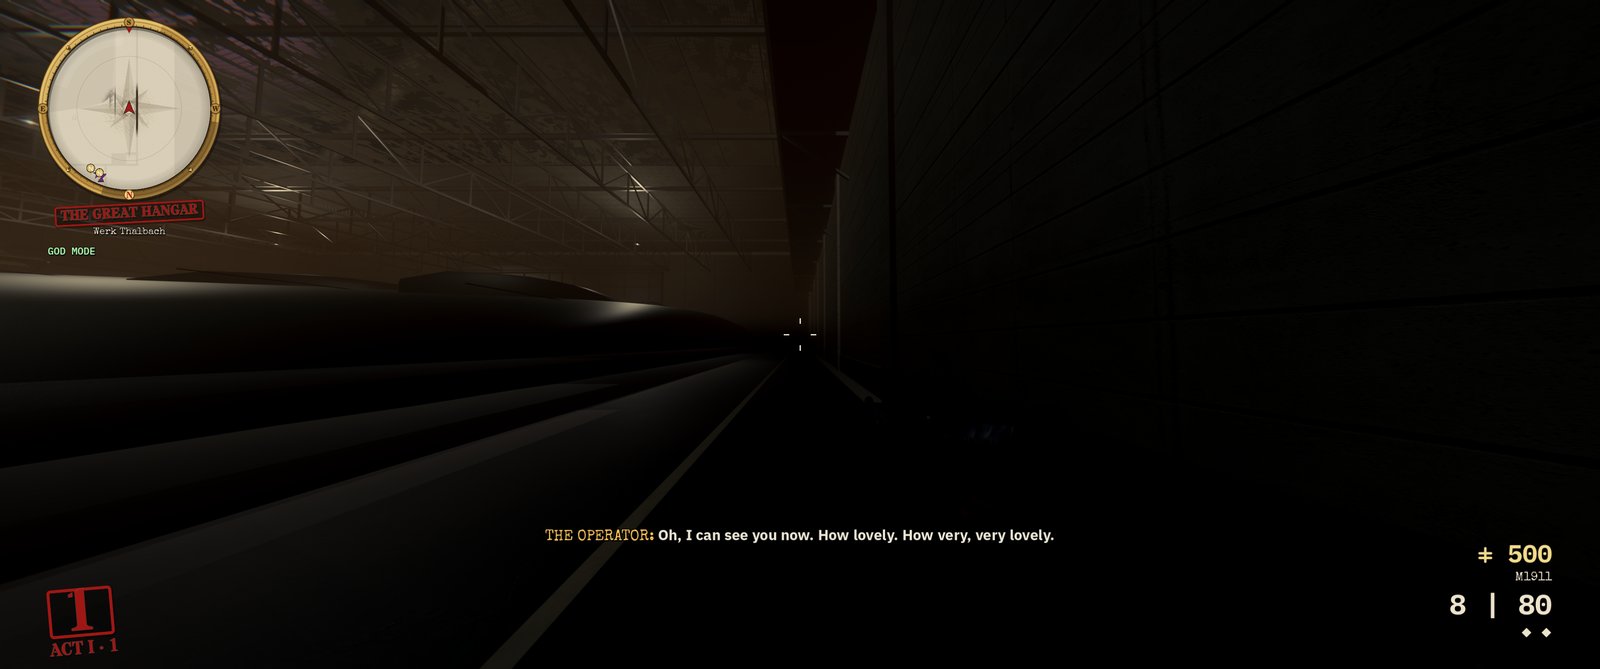 S
E
W
N
THE GREAT HANGAR
Werk Thalbach
GOD MODE
THE OPERATOR: Oh, I can see you now. How lovely. How very, very lovely.
500
M1911
8 | 80
1
ACT I · 1